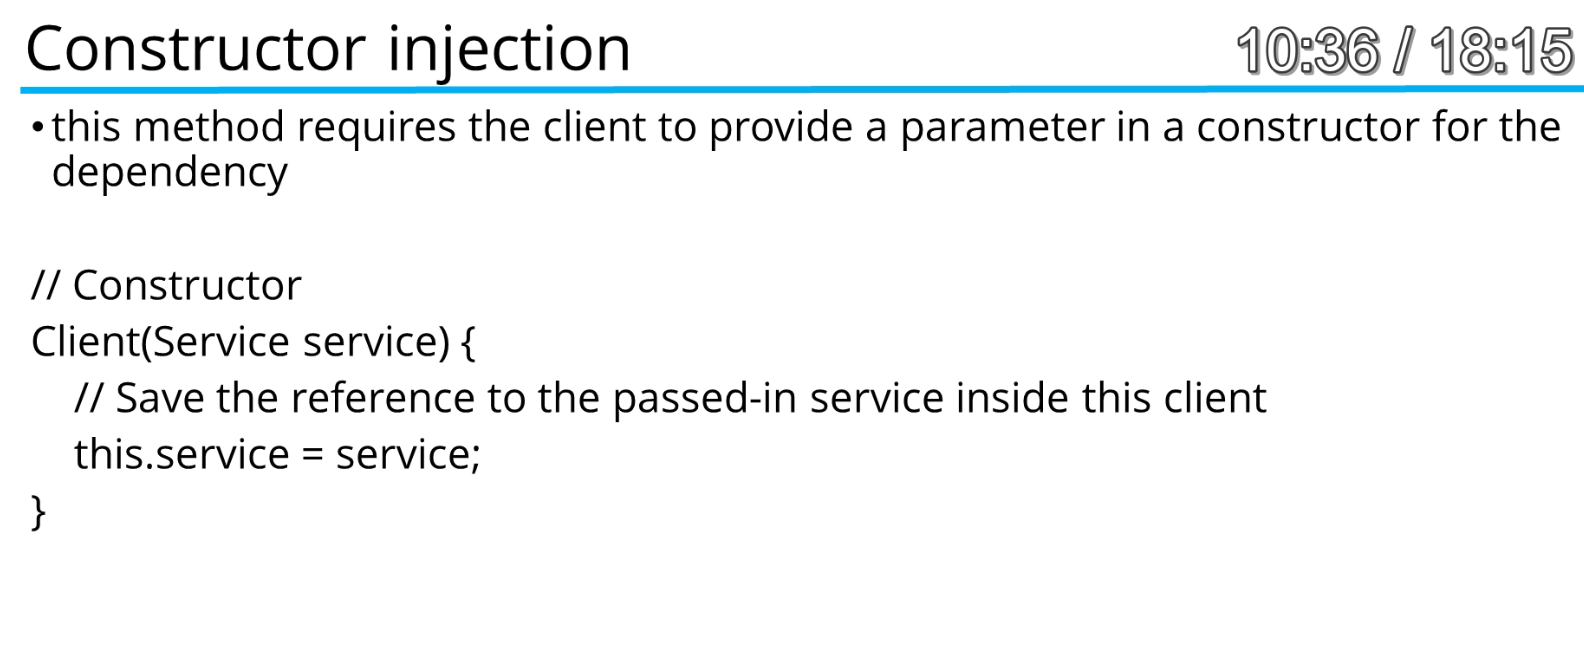 Constructor injection
10:36 / 18:15
• this method requires the client to provide a parameter in a constructor for the
dependency
// Constructor
Client(Service service) {
// Save the reference to the passed-in service inside this client
this.service = service;
}